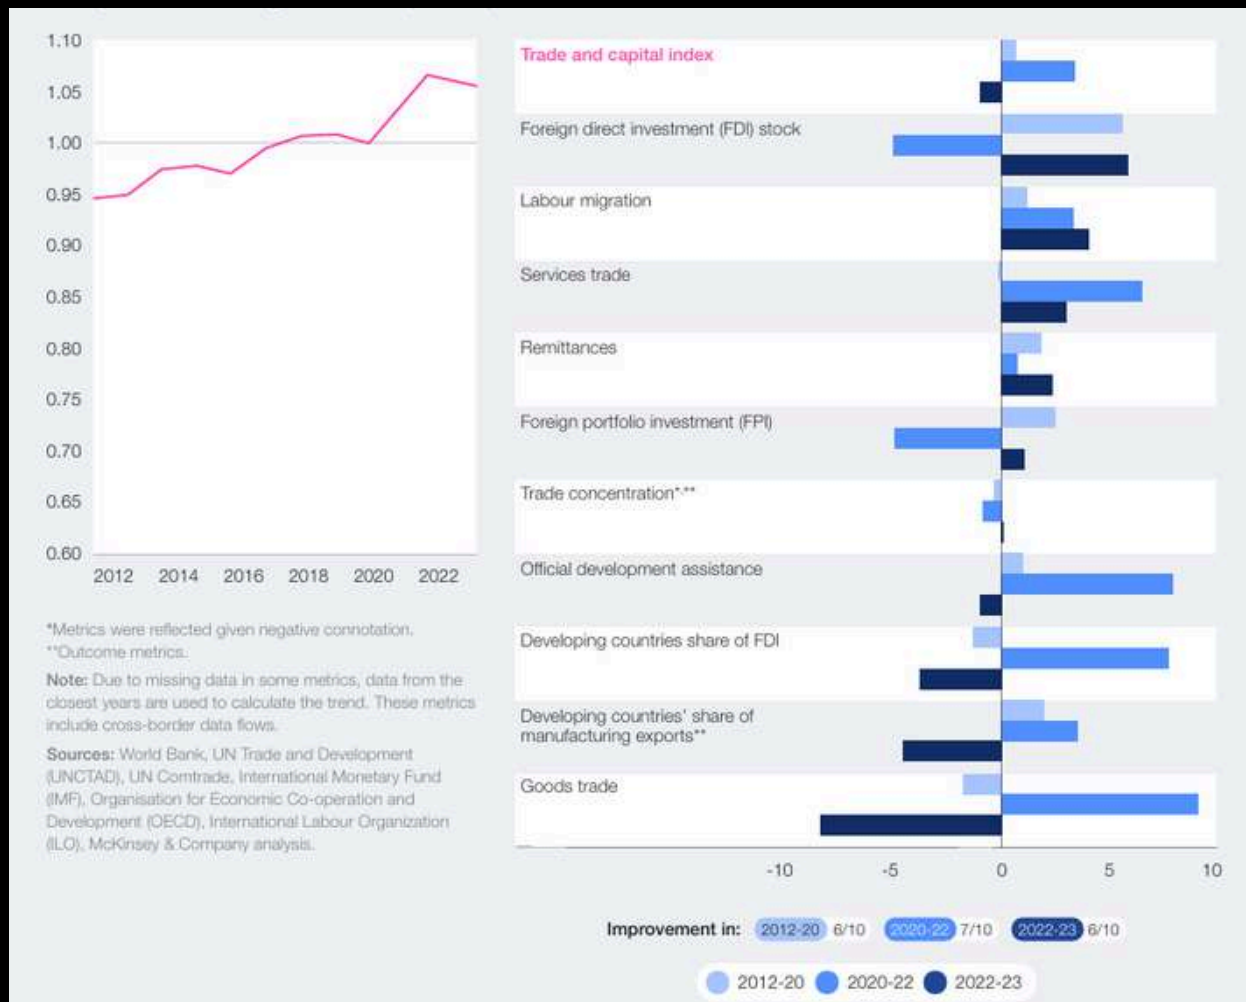 1.10
1.05
1.00
0.95
0.90
0.85
0.80
0.75
0.70
0.65
0.60
2012 2014 2016 2018 2020 2022
*Metrics were reflected given negative connotation.
**Outcome metrics.
Note: Due to missing data in some metrics, data from the
closest years are used to calculate the trend. These metrics
include cross-border data flows.
Sources: World Bank, UN Trade and Development
(UNCTAD), UN Comtrade, International Monetary Fund
(IMF), Organisation for Economic Co-operation and
Development (OECD), International Labour Organization
(ILO), McKinsey & Company analysis.
Trade and capital index
Foreign direct investment (FDI) stock
Labour migration
Services trade
Remittances
Foreign portfolio investment (FPI)
Trade concentration*,**
Official development assistance
Developing countries share of FDI
Developing countries' share of
manufacturing exports**
Goods trade
-10 -5 0 5 10
Improvement in: 2012-20 6/10 2020-22 7/10 2022-23 6/10
2012-20 2020-22 2022-23